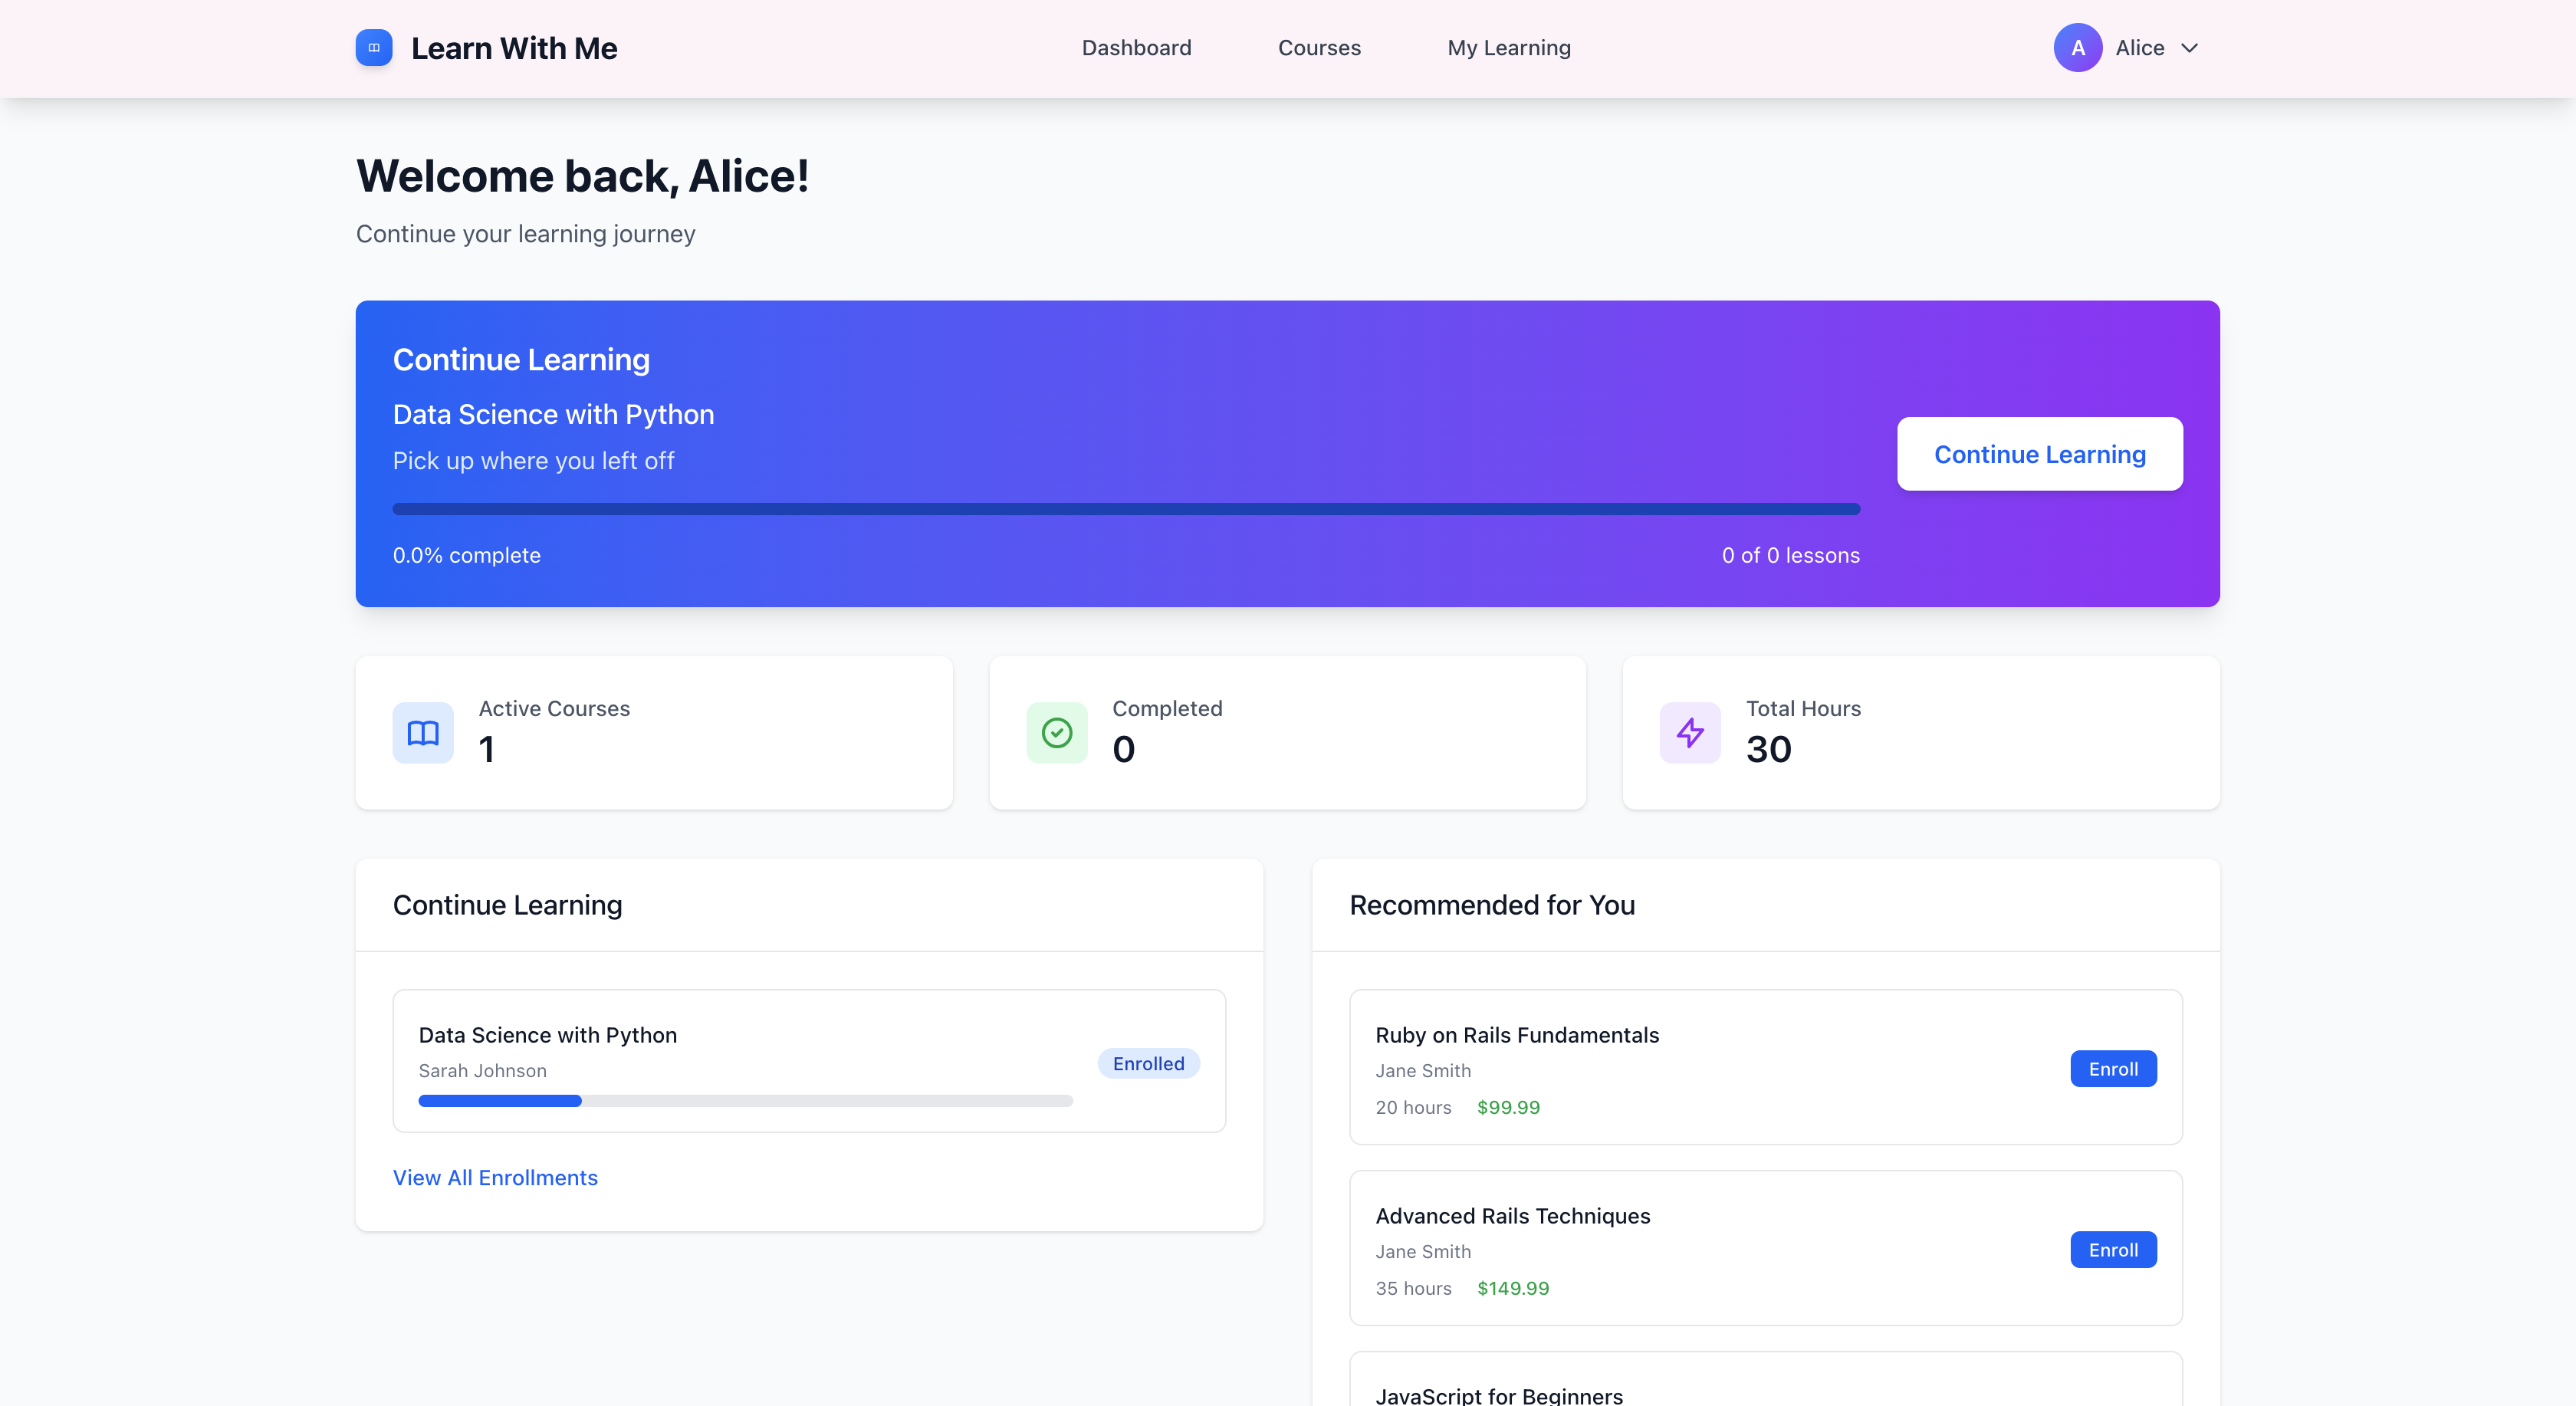 Learn With Me
Dashboard
Courses
My Learning
A
Alice
Welcome back, Alice!
Continue your learning journey
Continue Learning
Data Science with Python
Pick up where you left off
Continue Learning
0.0% complete
0 of 0 lessons
Active Courses
1
Completed
0
Total Hours
30
Continue Learning
Data Science with Python
Sarah Johnson
Enrolled
View All Enrollments
Recommended for You
Ruby on Rails Fundamentals
Jane Smith
20 hours $99.99
Enroll
Advanced Rails Techniques
Jane Smith
35 hours $149.99
Enroll
JavaScript for Beginners